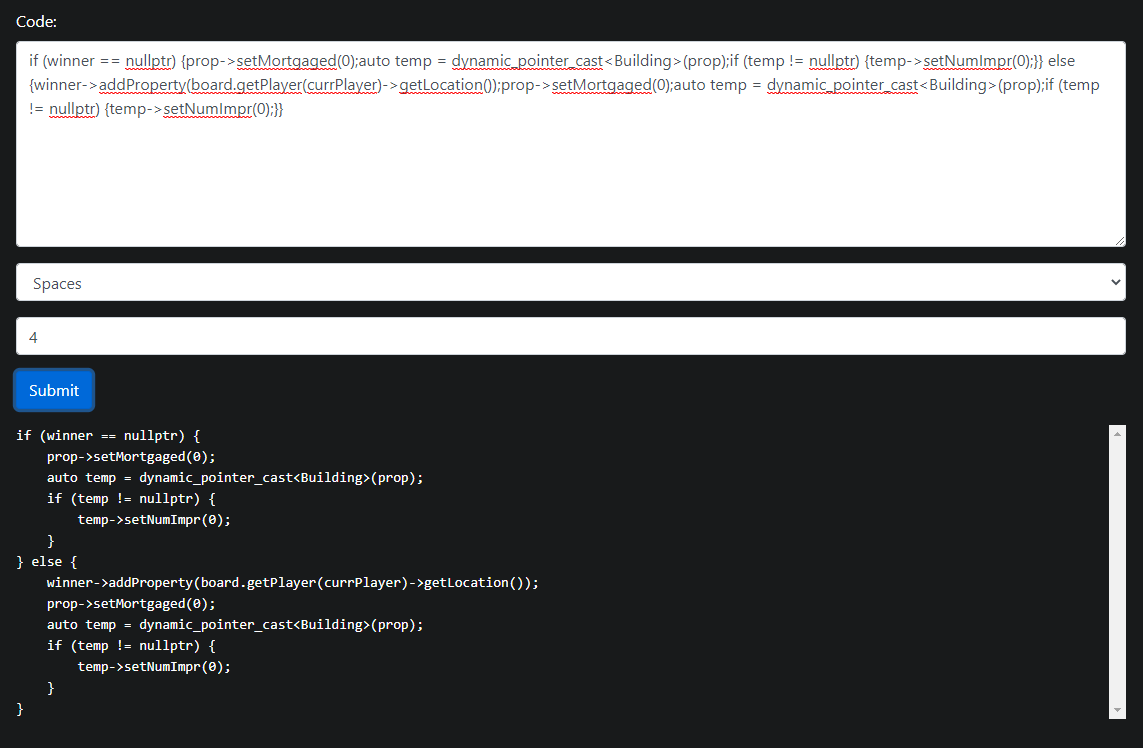 Code:
if (winner == nullptr) {prop->setMortgaged(0);auto temp = dynamic_pointer_cast<Building>(prop);if (temp != nullptr) {temp->setNumImpr(0);}} else
{winner->addProperty(board.getPlayer(currPlayer)->getLocation());prop->setMortgaged(0);auto temp = dynamic_pointer_cast<Building>(prop);if (temp
!= nullptr) {temp->setNumImpr(0);}}
Spaces
4
Submit
if (winner == nullptr) {
    prop->setMortgaged(0);
    auto temp = dynamic_pointer_cast<Building>(prop);
    if (temp != nullptr) {
        temp->setNumImpr(0);
    }
} else {
    winner->addProperty(board.getPlayer(currPlayer)->getLocation());
    prop->setMortgaged(0);
    auto temp = dynamic_pointer_cast<Building>(prop);
    if (temp != nullptr) {
        temp->setNumImpr(0);
    }
}